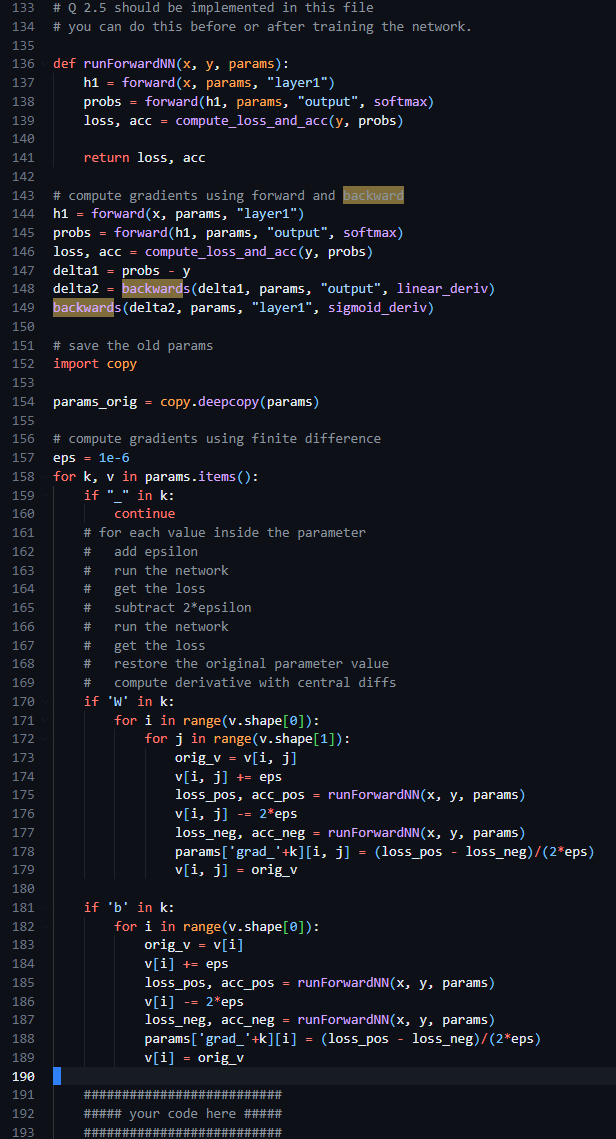 133 # Q 2.5 should be implemented in this file
134 # you can do this before or after training the network.
135
136 def runForwardNN(x, y, params):
137     h1 = forward(x, params, "layer1")
138     probs = forward(h1, params, "output", softmax)
139     loss, acc = compute_loss_and_acc(y, probs)
140
141     return loss, acc
142
143 # compute gradients using forward and backward
144 h1 = forward(x, params, "layer1")
145 probs = forward(h1, params, "output", softmax)
146 loss, acc = compute_loss_and_acc(y, probs)
147 delta1 = probs - y
148 delta2 = backwards(delta1, params, "output", linear_deriv)
149 backwards(delta2, params, "layer1", sigmoid_deriv)
150
151 # save the old params
152 import copy
153
154 params_orig = copy.deepcopy(params)
155
156 # compute gradients using finite difference
157 eps = 1e-6
158 for k, v in params.items():
159     if "_" in k:
160         continue
161     # for each value inside the parameter
162     #   add epsilon
163     #   run the network
164     #   get the loss
165     #   subtract 2*epsilon
166     #   run the network
167     #   get the loss
168     #   restore the original parameter value
169     #   compute derivative with central diffs
170     if 'W' in k:
171         for i in range(v.shape[0]):
172             for j in range(v.shape[1]):
173                 orig_v = v[i, j]
174                 v[i, j] += eps
175                 loss_pos, acc_pos = runForwardNN(x, y, params)
176                 v[i, j] -= 2*eps
177                 loss_neg, acc_neg = runForwardNN(x, y, params)
178                 params['grad_'+k][i, j] = (loss_pos - loss_neg)/(2*eps)
179                 v[i, j] = orig_v
180
181     if 'b' in k:
182         for i in range(v.shape[0]):
183             orig_v = v[i]
184             v[i] += eps
185             loss_pos, acc_pos = runForwardNN(x, y, params)
186             v[i] -= 2*eps
187             loss_neg, acc_neg = runForwardNN(x, y, params)
188             params['grad_'+k][i] = (loss_pos - loss_neg)/(2*eps)
189             v[i] = orig_v
190
191     ##########################
192     ##### your code here #####
193     ##########################